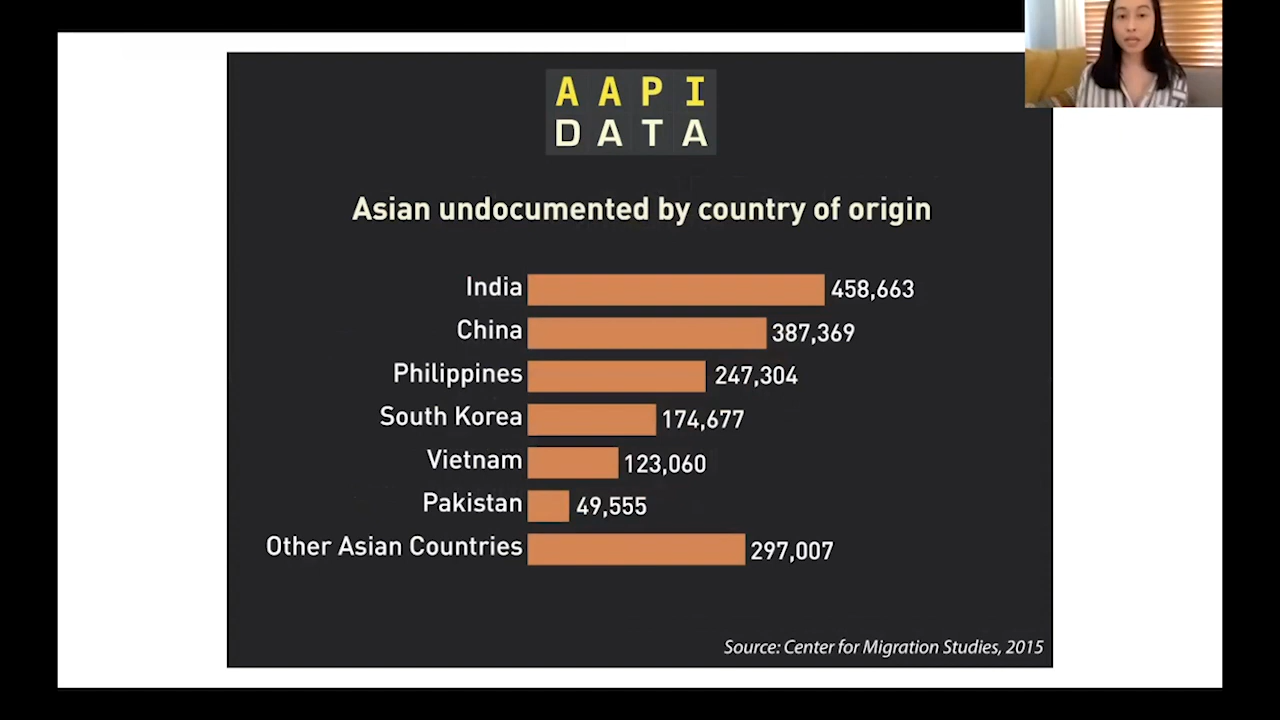 AAPI
DATA
Asian undocumented by country of origin
India 458,663
China 387,369
Philippines 247,304
South Korea 174,677
Vietnam 123,060
Pakistan 49,555
Other Asian Countries 297,007
Source: Center for Migration Studies, 2015